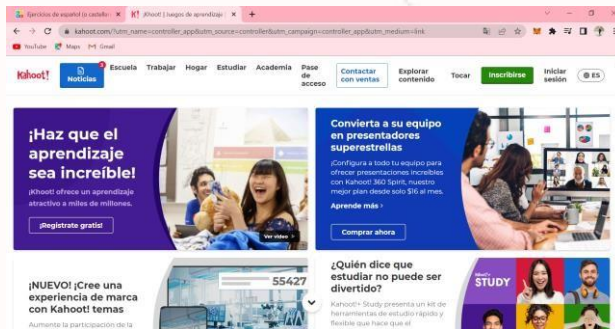 Ejercicios de español (o castellano
K! ¡Khoot! | Juegos de aprendizaje
kahoot.com/?utm_name=controller_app&utm_source=controller&utm_campaign=controller_app&utm_medium=link
YouTube Maps Gmail
Kahoot!
Noticias
3
Escuela
Trabajar
Hogar
Estudiar
Academia
Pase
de
acceso
Contactar
con ventas
Explorar
contenido
Tocar
Inscribirse
Iniciar
sesión
ES
¡Haz que el
aprendizaje
sea increíble!
¡Khoot! ofrece un aprendizaje
atractivo a miles de millones.
¡Registrate gratis!
Ver video
Convierta a su equipo
en presentadores
superestrellas
¡Configura a todo tu equipo para
ofrecer presentaciones increíbles
con Kahoot! 360 Spirit, nuestro
mejor plan desde solo $16 al mes.
Aprende más ›
Comprar ahora
¡NUEVO! ¡Cree una
experiencia de marca
con Kahoot! temas
Aumente la participación de la
55427
¿Quién dice que
estudiar no puede ser
divertido?
Kahoot!+ Study presenta un kit de
herramientas de estudio rápido y
flexible que hace que el
Kahoot!+
STUDY